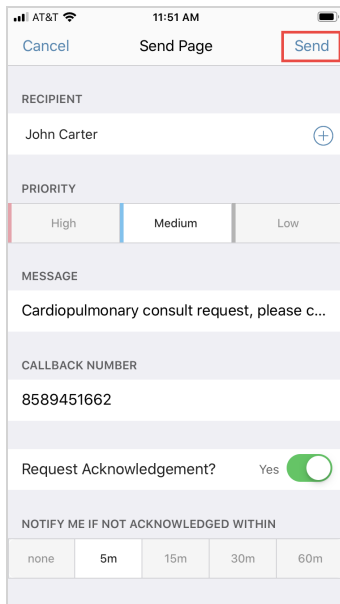 AT&T 11:51 AM
Cancel Send Page Send
RECIPIENT
John Carter
PRIORITY
High Medium Low
MESSAGE
Cardiopulmonary consult request, please c...
CALLBACK NUMBER
8589451662
Request Acknowledgement? Yes
NOTIFY ME IF NOT ACKNOWLEDGED WITHIN
none 5m 15m 30m 60m